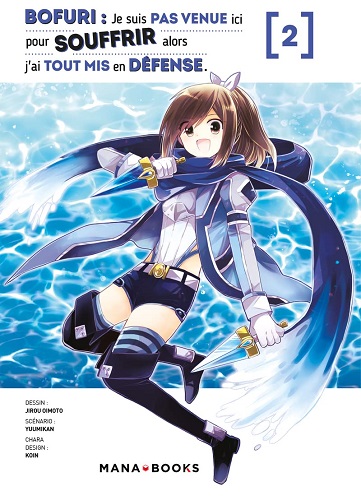 BOFURI : Je suis PAS VENUE ici
pour SOUFFRIR alors
j'ai TOUT MIS en DÉFENSE.
[2]
DESSIN :
JIROU OIMOTO
SCÉNARIO :
YUUMIKAN
CHARA
DESIGN :
KOIN
MANA BOOKS